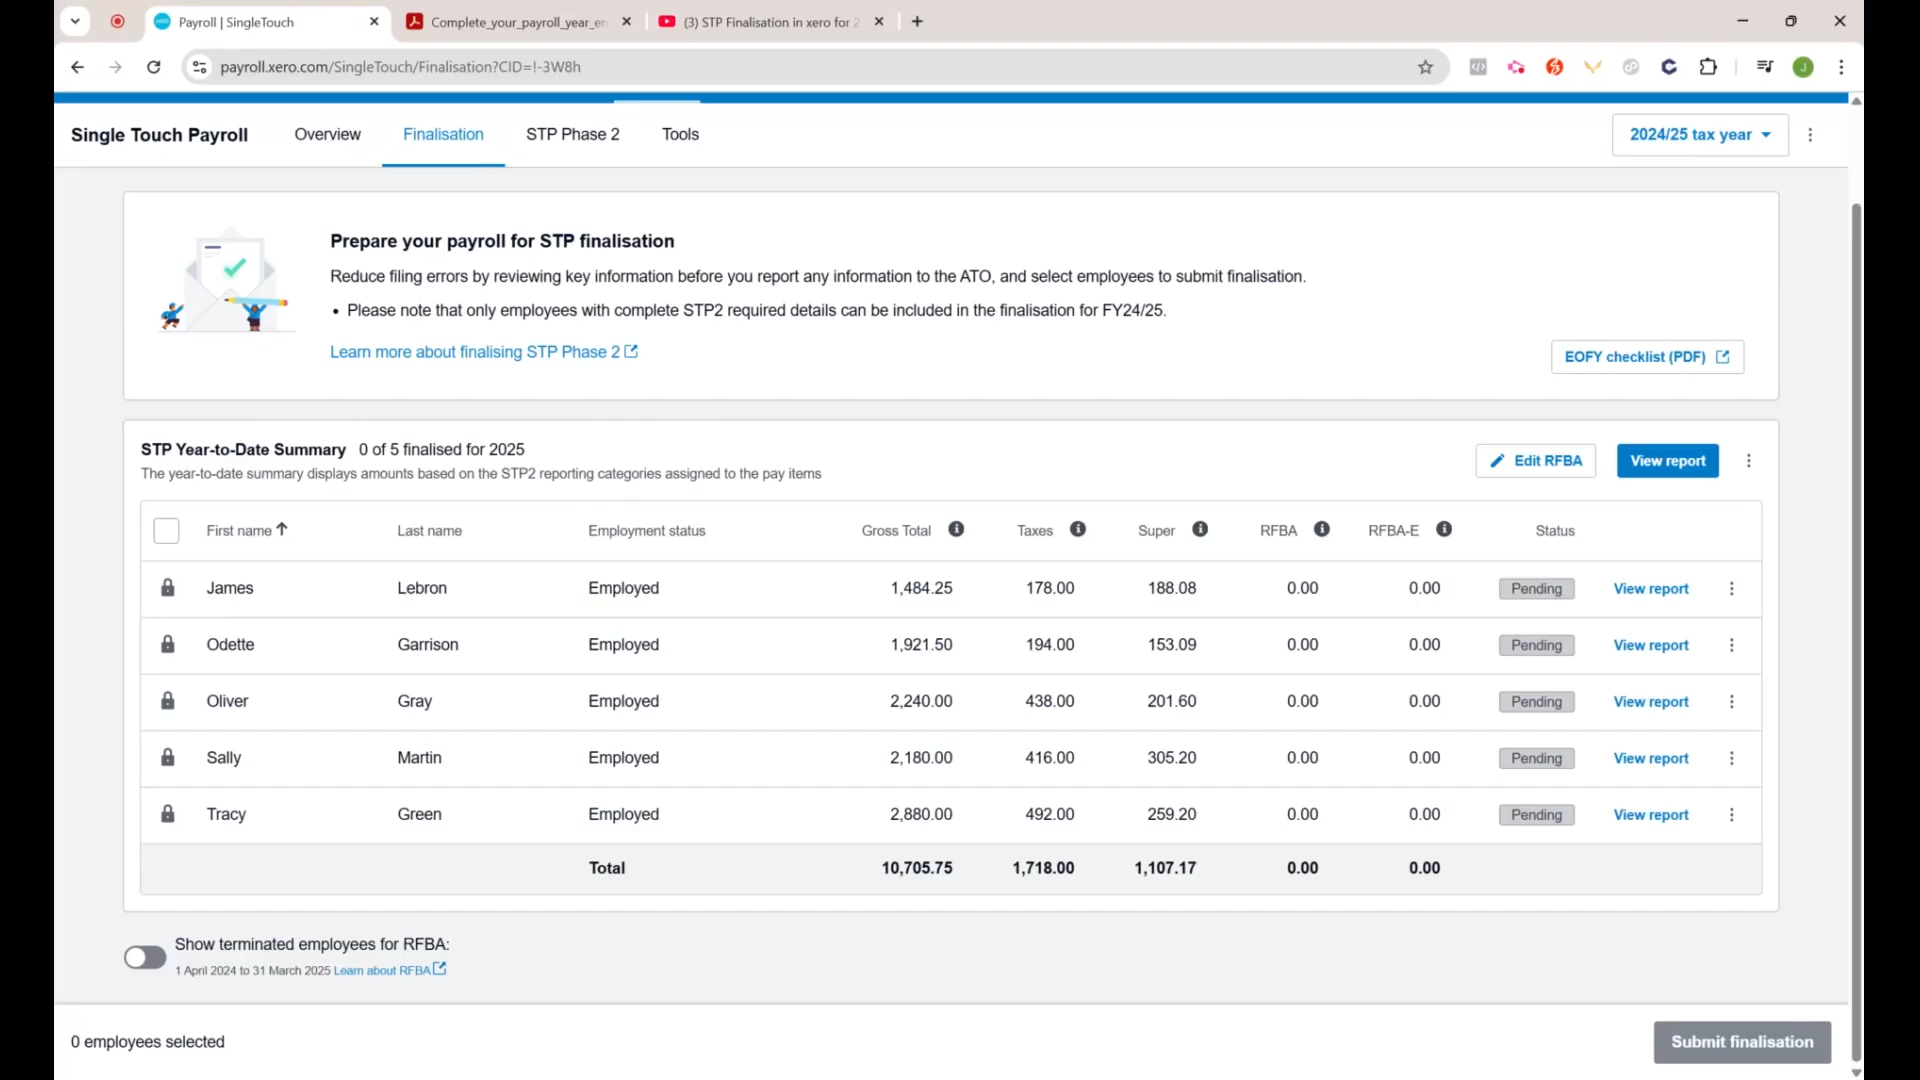 Payroll | SingleTouch
Complete_your_payroll_year_en
(3) STP Finalisation in xero for 2
payroll.xero.com/SingleTouch/Finalisation?CID=!-3W8h
J
Single Touch Payroll
Overview
Finalisation
STP Phase 2
Tools
2024/25 tax year
Prepare your payroll for STP finalisation
Reduce filing errors by reviewing key information before you report any information to the ATO, and select employees to submit finalisation.
• Please note that only employees with complete STP2 required details can be included in the finalisation for FY24/25.
Learn more about finalising STP Phase 2
EOFY checklist (PDF)
STP Year-to-Date Summary 0 of 5 finalised for 2025
The year-to-date summary displays amounts based on the STP2 reporting categories assigned to the pay items
Edit RFBA
View report
First name Last name Employment status Gross Total Taxes Super RFBA RFBA-E Status
James Lebron Employed 1,484.25 178.00 188.08 0.00 0.00 Pending View report
Odette Garrison Employed 1,921.50 194.00 153.09 0.00 0.00 Pending View report
Oliver Gray Employed 2,240.00 438.00 201.60 0.00 0.00 Pending View report
Sally Martin Employed 2,180.00 416.00 305.20 0.00 0.00 Pending View report
Tracy Green Employed 2,880.00 492.00 259.20 0.00 0.00 Pending View report
Total 10,705.75 1,718.00 1,107.17 0.00 0.00
Show terminated employees for RFBA:
1 April 2024 to 31 March 2025 Learn about RFBA
0 employees selected
Submit finalisation